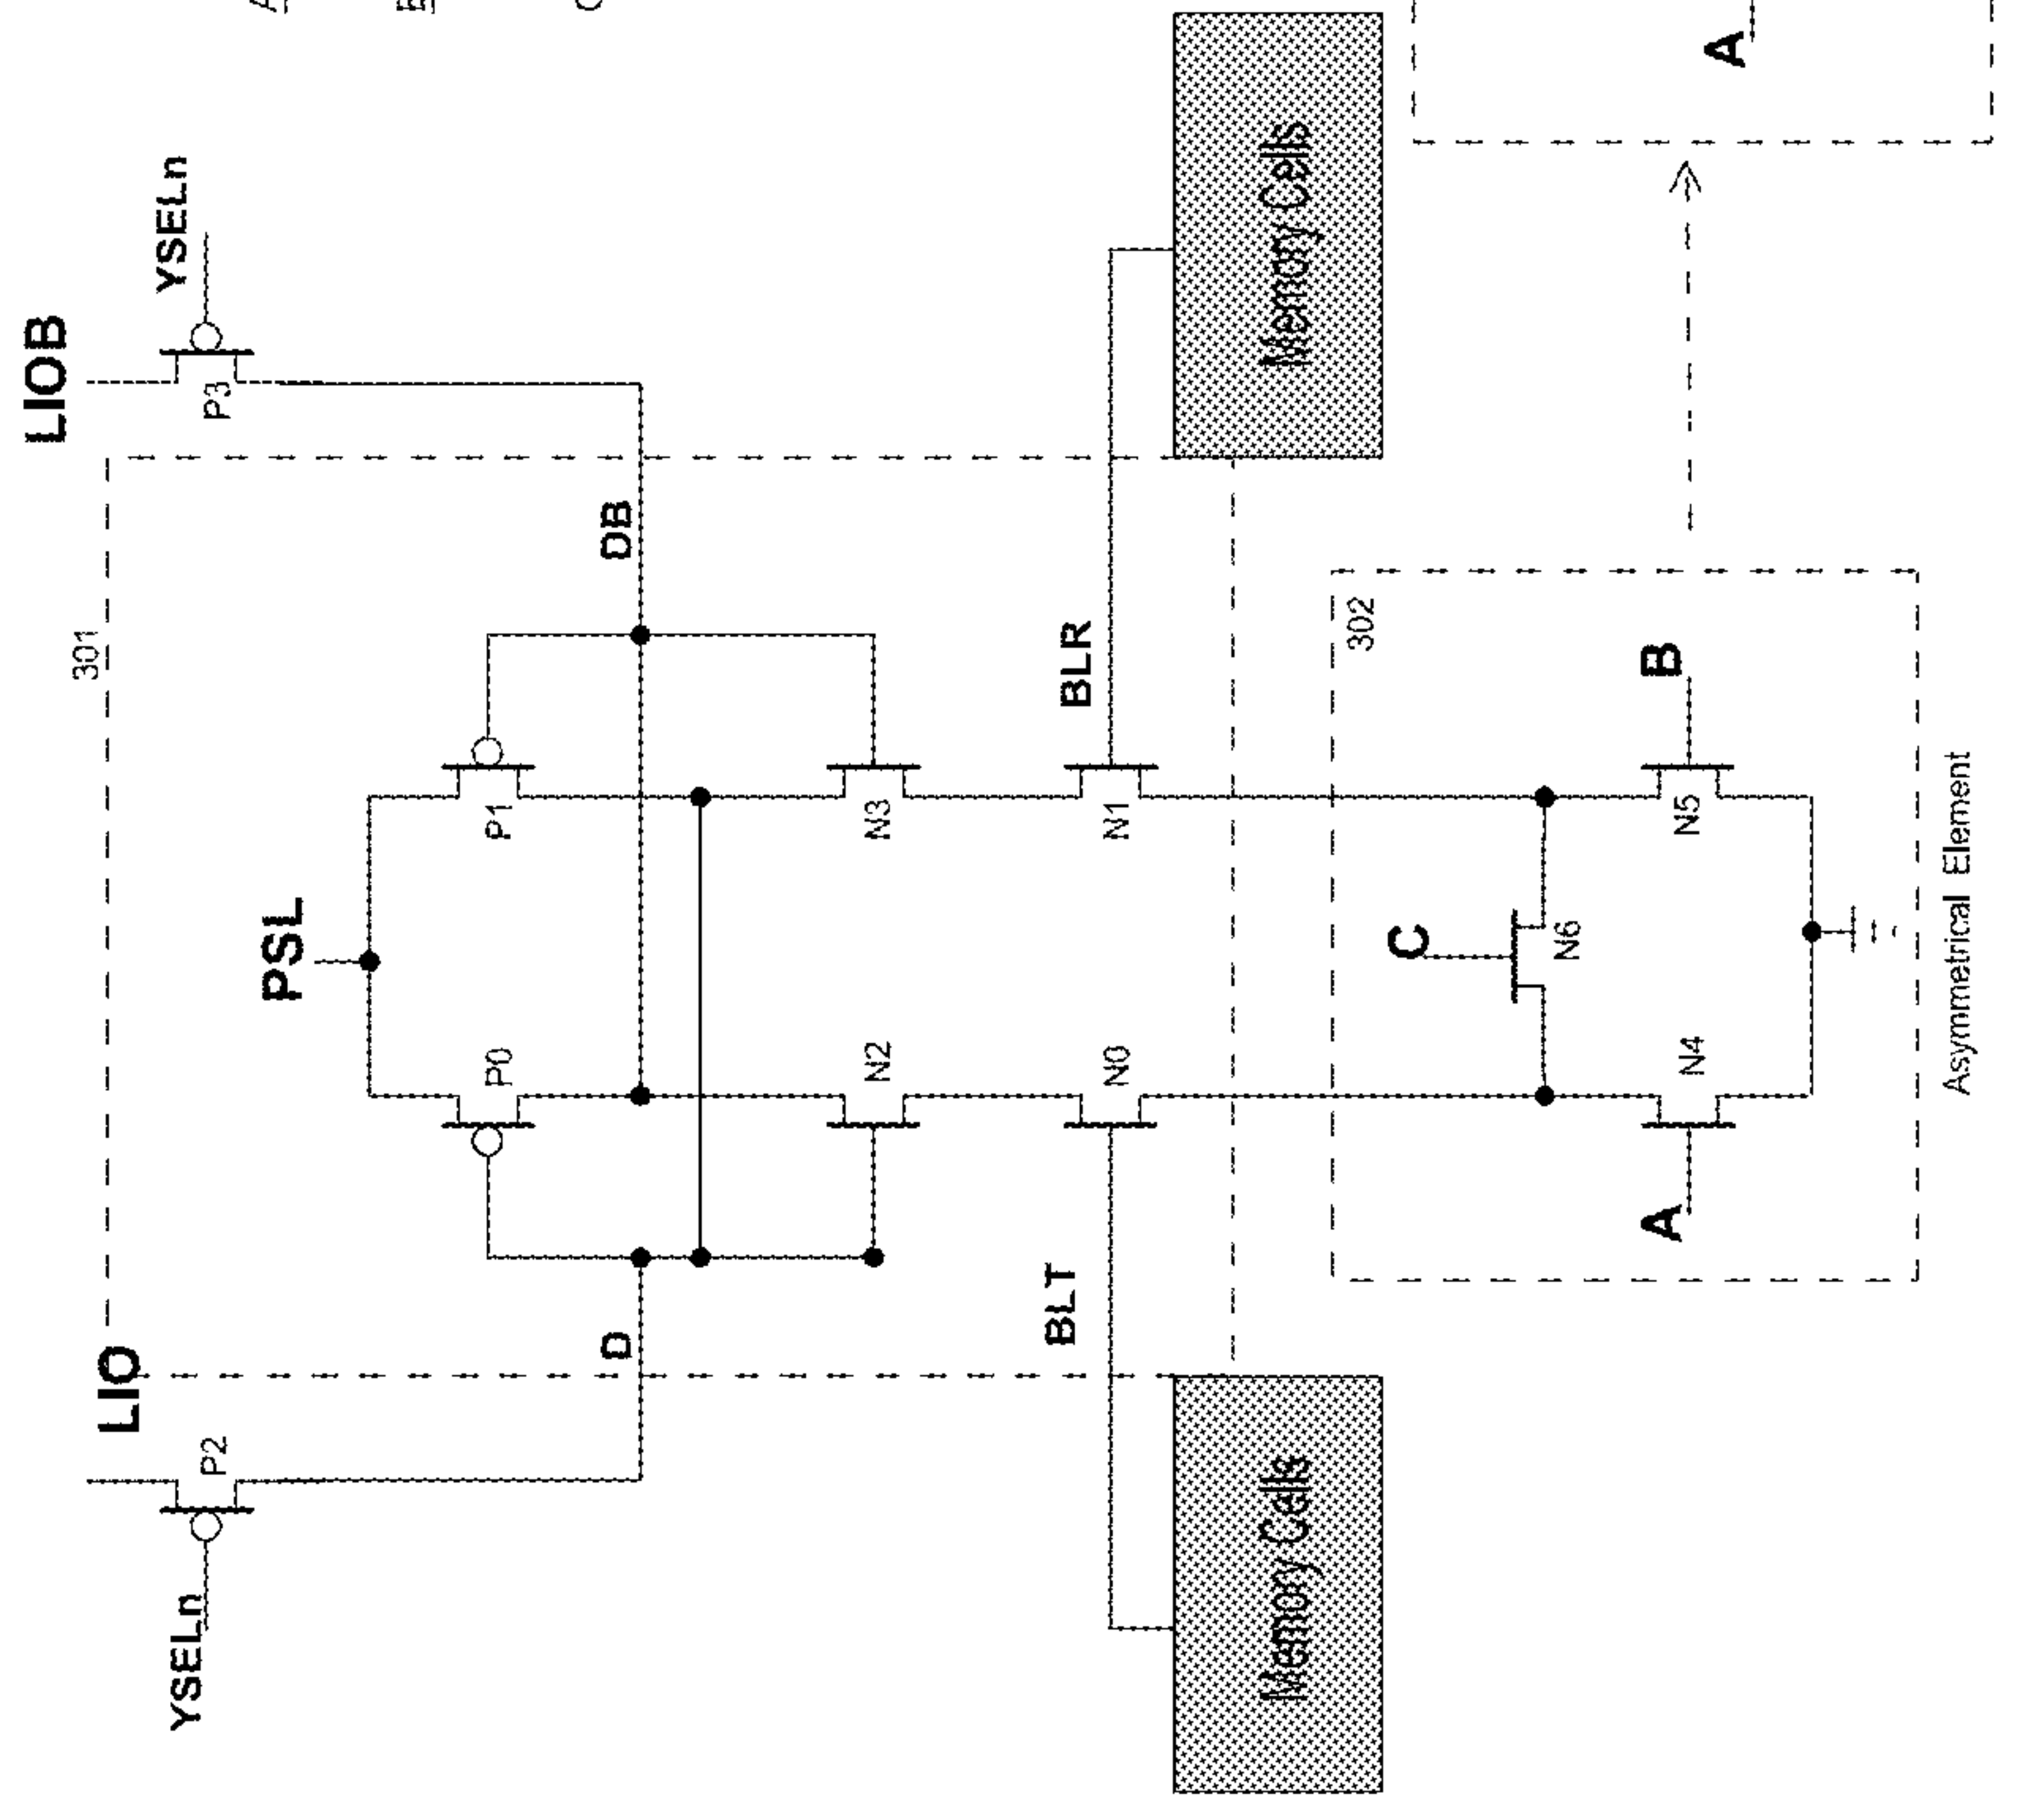 LIO
LIOB
YSELn
P2
P3
YSELn
301
PSL
P0
P1
D
DB
N2
N3
BLT
BLR
N0
N1
Memory Cells
Memory Cells
302
C
N6
A
N4
N5
B
Asymmetrical Element
A